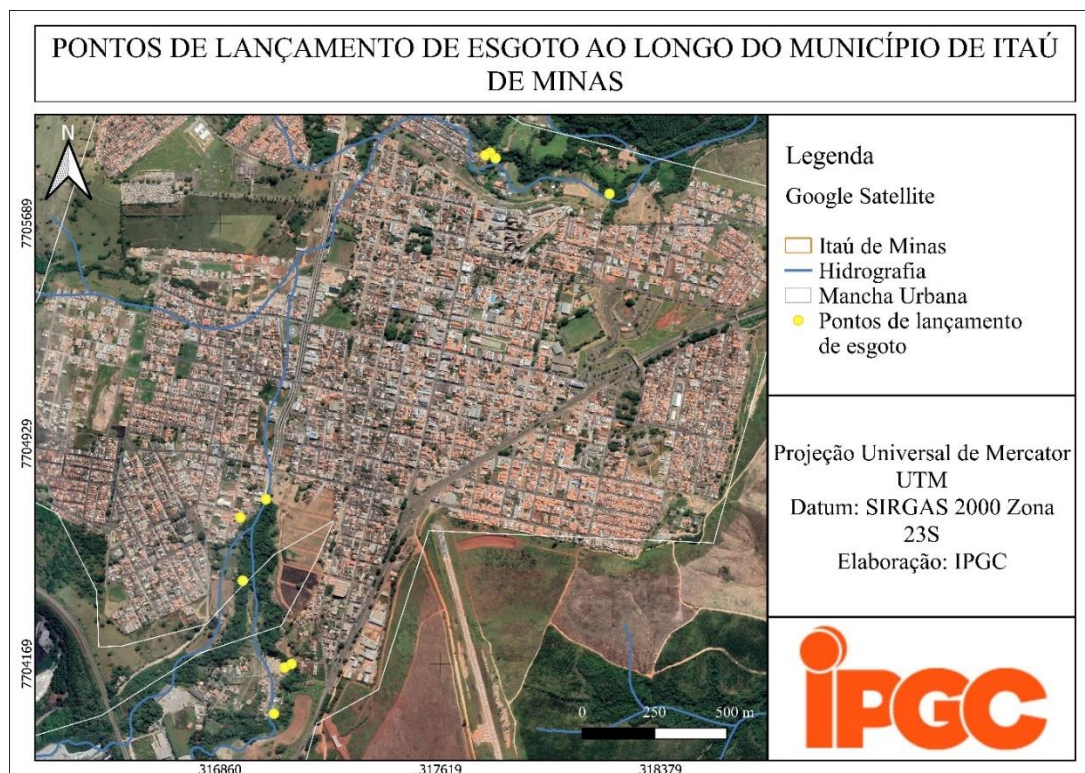 PONTOS DE LANÇAMENTO DE ESGOTO AO LONGO DO MUNICÍPIO DE ITAÚ
DE MINAS
N
7705689
7704929
7704169
316860
317619
318379
0 250 500 m
Legenda
Google Satellite
Itaú de Minas
Hidrografia
Mancha Urbana
Pontos de lançamento
de esgoto
Projeção Universal de Mercator
UTM
Datum: SIRGAS 2000 Zona
23S
Elaboração: IPGC
IPGC